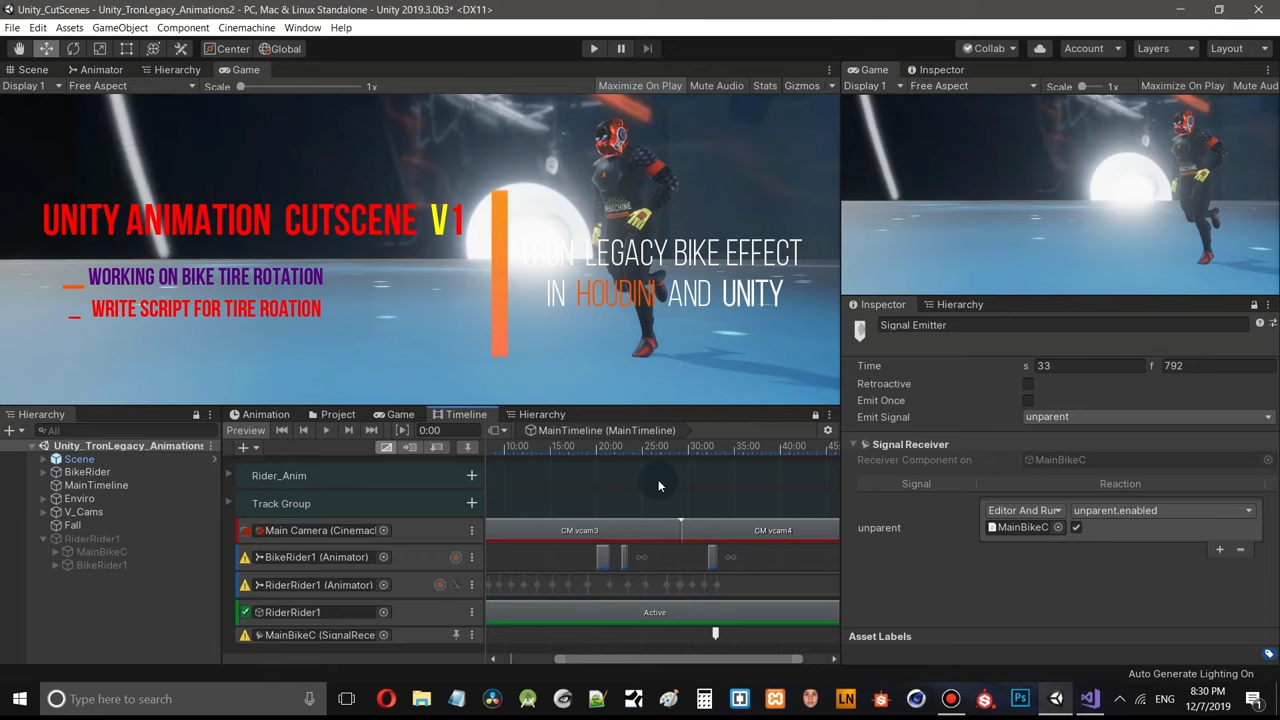 Unity_CutScenes - Unity_TronLegacy_Animations2 - PC, Mac & Linux Standalone - Unity 2019.3.0b3* <DX11>
File Edit Assets GameObject Component Cinemachine Window Help
Center Global Collab Account Layers Layout
Scene Animator Hierarchy Game Game Inspector
Display 1 Free Aspect Scale 1x Maximize On Play Mute Audio Stats Gizmos Display 1 Free Aspect Scale 1x Maximize On Play Mute Aud
UNITY ANIMATION CUTSCENE V1
_ WORKING ON BIKE TIRE ROTATION
_ WRITE SCRIPT FOR TIRE ROATION
TRON LEGACY BIKE EFFECT
IN HOUDINI AND UNITY
Inspector Hierarchy
Signal Emitter
Time s 33 f 792
Retroactive
Emit Once
Emit Signal unparent
Signal Receiver
Receiver Component on MainBikeC
Signal Reaction
Editor And Run unparent.enabled
unparent MainBikeC
Asset Labels
Auto Generate Lighting On
Hierarchy
All
Unity_TronLegacy_Animations
Scene
BikeRider
MainTimeline
Enviro
V_Cams
Fall
RiderRider1
MainBikeC
BikeRider1
Animation Project Game Timeline Hierarchy
Preview 0:00 MainTimeline (MainTimeline)
10:00 15:00 20:00 25:00 30:00 35:00 40:00 45
Rider_Anim
Track Group
Main Camera (Cinemac CM vcam3 CM vcam4
BikeRider1 (Animator)
RiderRider1 (Animator)
RiderRider1 Active
MainBikeC (SignalRece
Type here to search
LN
Ps
ENG
8:30 PM
12/7/2019